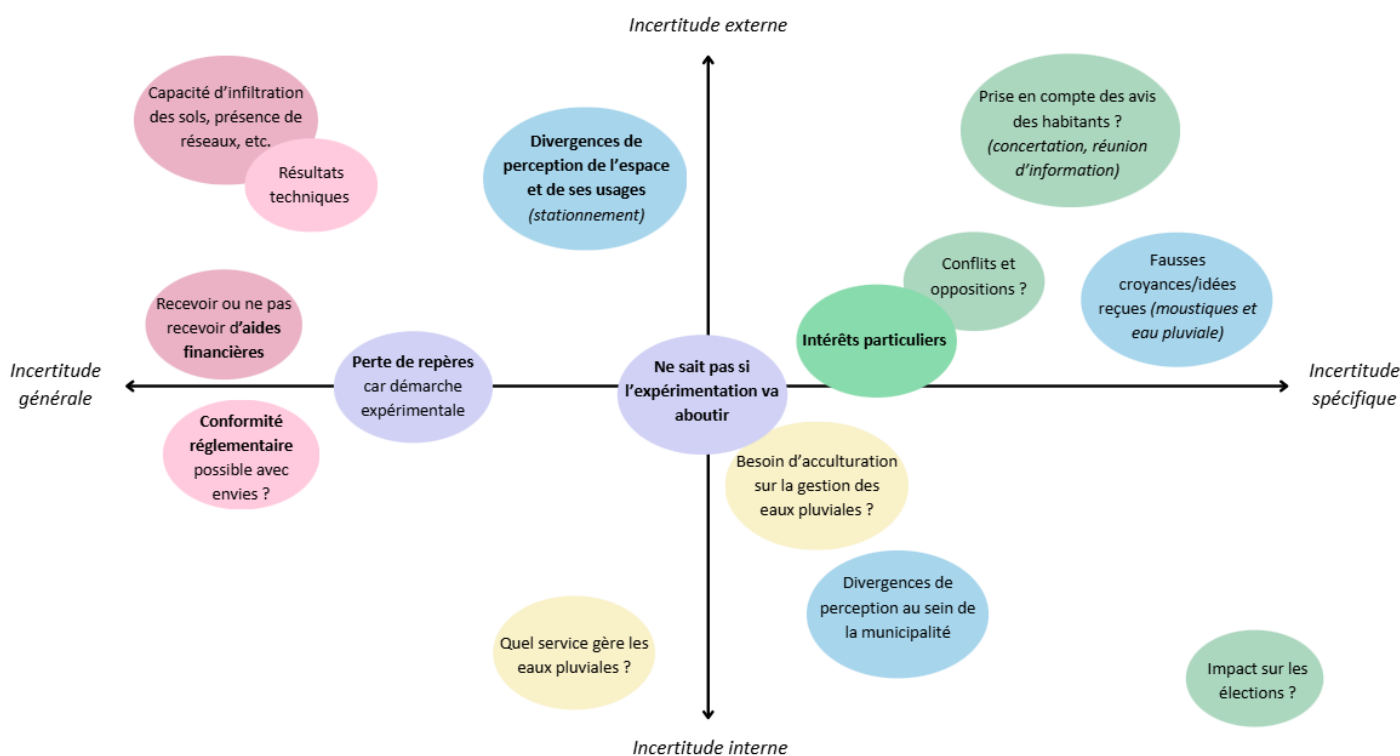 Incertitude externe
Capacité d’infiltration
des sols, présence de
réseaux, etc.
Résultats
techniques
Divergences de
perception de l’espace
et de ses usages
(stationnement)
Prise en compte des avis
des habitants ?
(concertation, réunion
d’information)
Conflits et
oppositions ?
Fausses
croyances/idées
reçues (moustiques et
eau pluviale)
Recevoir ou ne pas
recevoir d’aides
financières
Intérêts particuliers
Incertitude
générale
Perte de repères
car démarche
expérimentale
Ne sait pas si
l’expérimentation va
aboutir
Incertitude
spécifique
Conformité
réglementaire
possible avec
envies ?
Besoin d’acculturation
sur la gestion des
eaux pluviales ?
Divergences de
perception au sein de
la municipalité
Quel service gère les
eaux pluviales ?
Impact sur les
élections ?
Incertitude interne